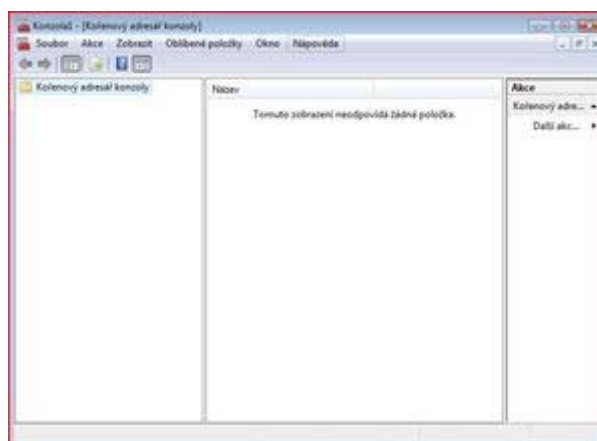 Konzola1 - [Kořenový adresář konzoly]
Soubor Akce Zobrazit Oblíbené položky Okno Nápověda
Kořenový adresář konzoly
Název
Tomuto zobrazení neodpovídá žádná položka.
Akce
Kořenový adre...
Další akc...